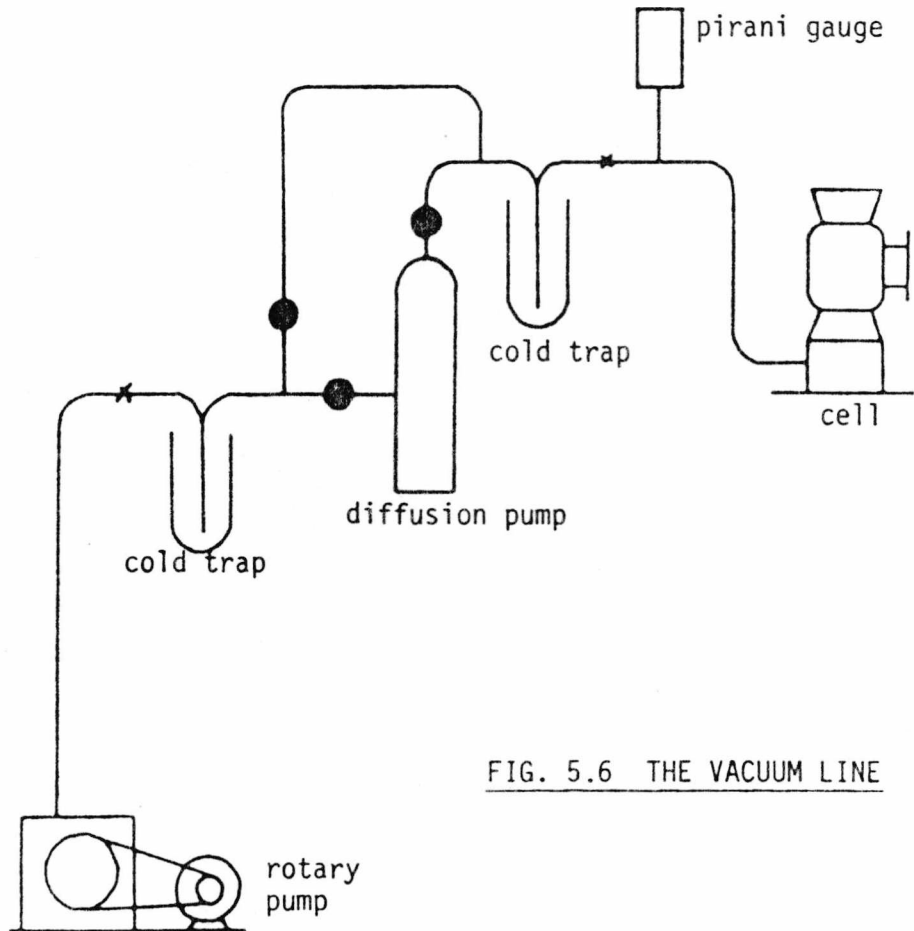 pirani gauge
cold trap
cell
diffusion pump
cold trap
FIG. 5.6 THE VACUUM LINE
rotary
pump